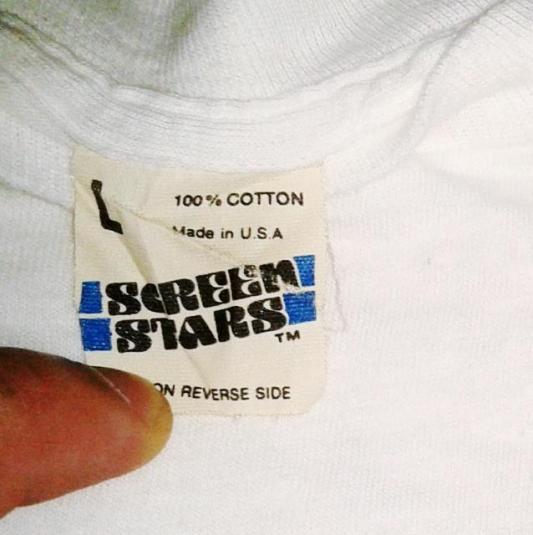 L
100% COTTON
Made in U.S.A
SCREEN
STARS
TM
ON REVERSE SIDE